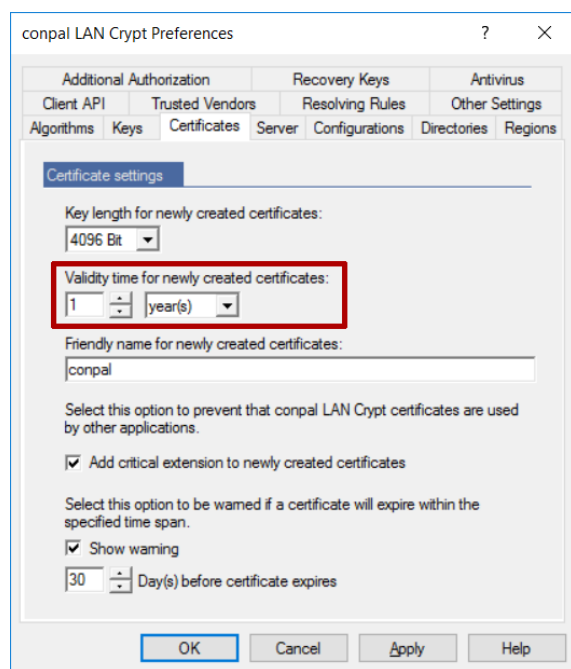 conpal LAN Crypt Preferences
?
Additional Authorization Recovery Keys Antivirus
Client API Trusted Vendors Resolving Rules Other Settings
Algorithms Keys Certificates Server Configurations Directories Regions
Certificate settings
Key length for newly created certificates:
4096 Bit
Validity time for newly created certificates:
1 year(s)
Friendly name for newly created certificates:
conpal
Select this option to prevent that conpal LAN Crypt certificates are used
by other applications.
Add critical extension to newly created certificates
Select this option to be warned if a certificate will expire within the
specified time span.
Show warning
30 Day(s) before certificate expires
OK Cancel Apply Help